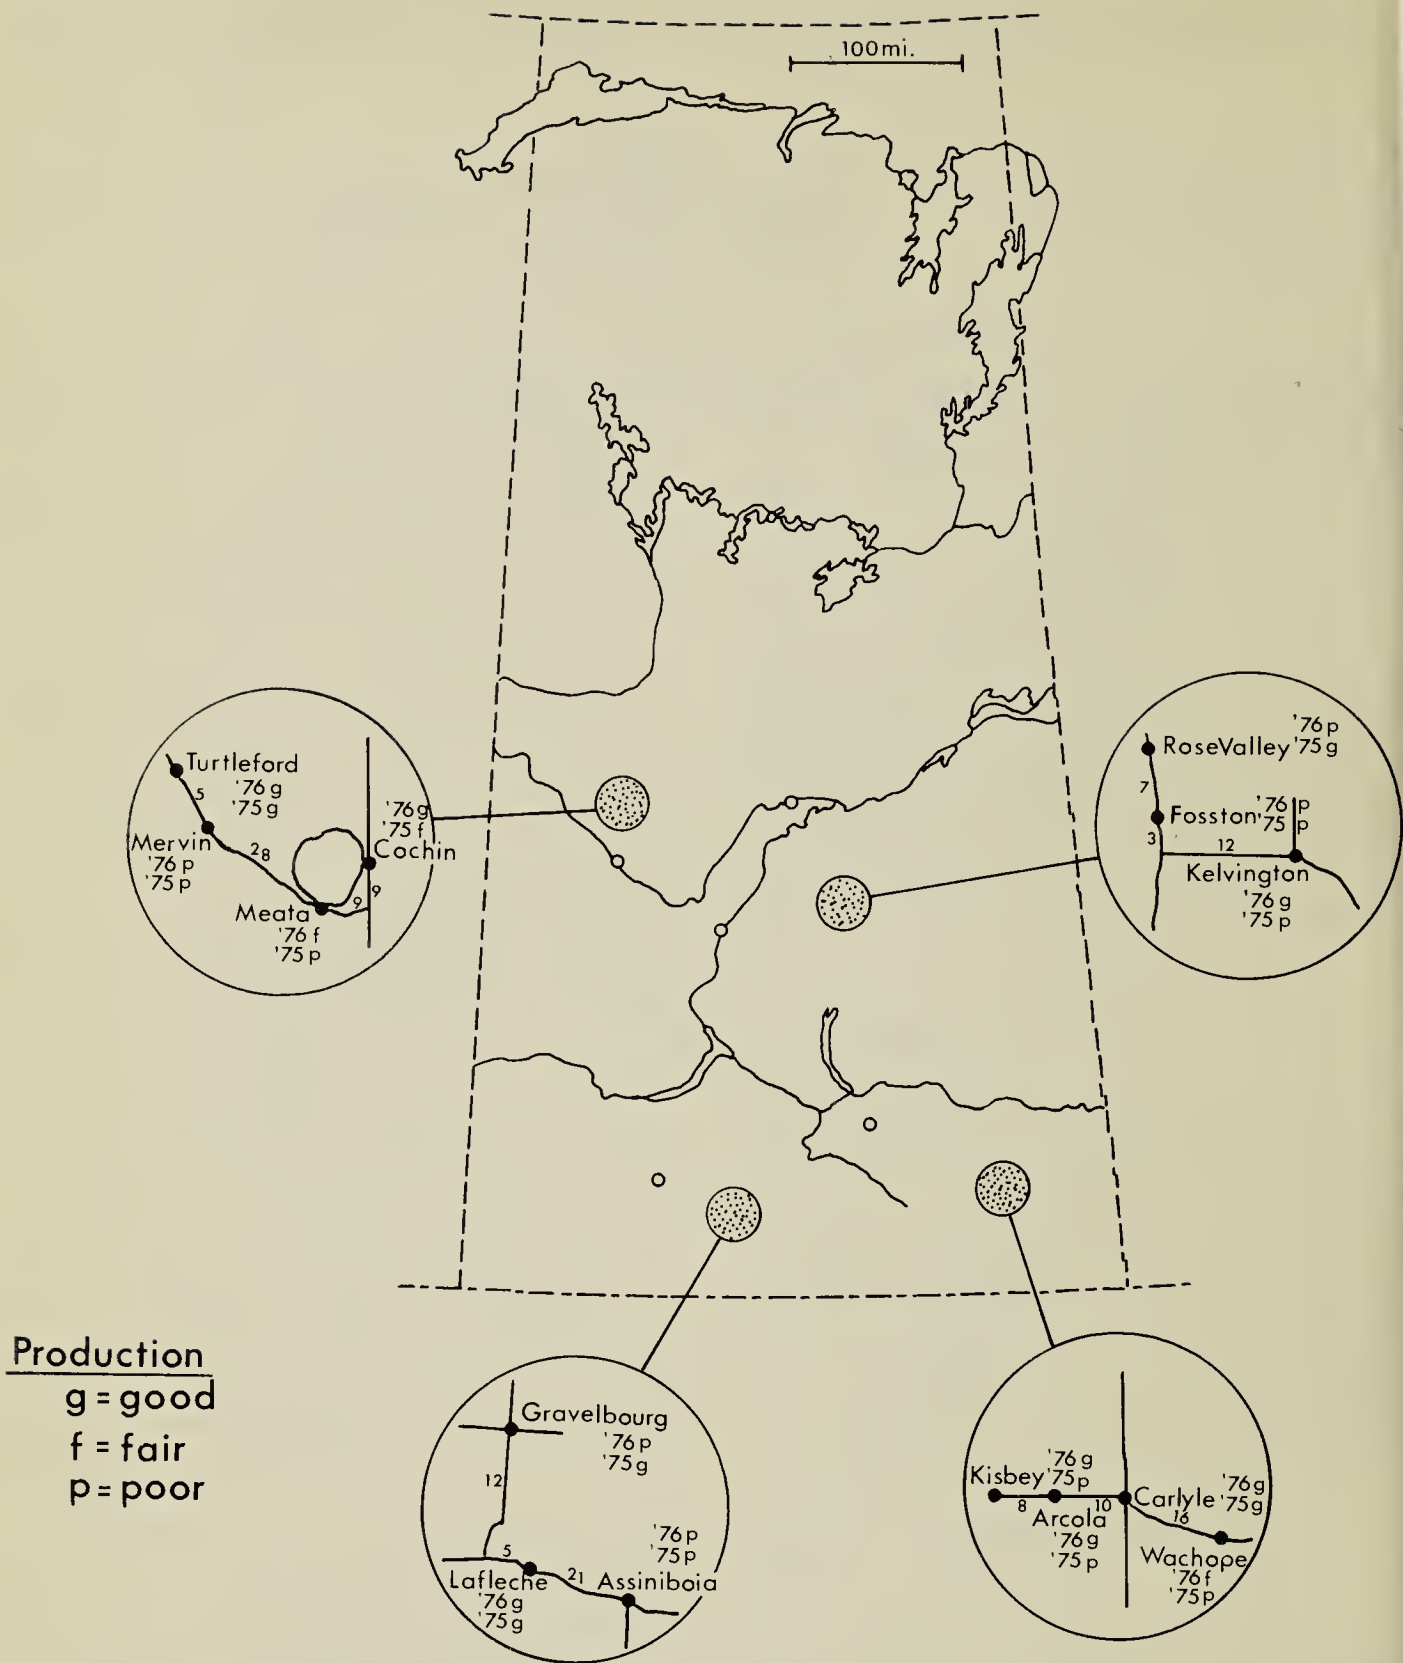 100mi.
Turtleford
'76 g
'75 g
5
Mervin
'76 p
'75 p
28
'76 g
'75 f
Cochin
9
9
Meata
'76 f
'75 p
'76 p
RoseValley '75 g
7
Fosston '76 p
'75 p
3
12
Kelvington
'76 g
'75 p
Production
g = good
f = fair
p = poor
Gravelbourg
'76 p
'75 g
12
'76 p
'75 p
5
21
Lafleche
'76 g
'75 g
Assiniboia
'76 g
Kisbey '75 p
'76 g
Carlyle '75 g
8
10
16
Arcola
'76 g
'75 p
Wachope
'76 f
'75 p